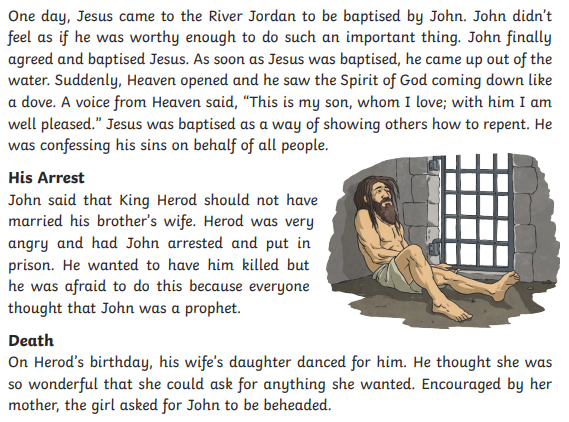 One day, Jesus came to the River Jordan to be baptised by John. John didn't
feel as if he was worthy enough to do such an important thing. John finally
agreed and baptised Jesus. As soon as Jesus was baptised, he came up out of the
water. Suddenly, Heaven opened and he saw the Spirit of God coming down like
a dove. A voice from Heaven said, “This is my son, whom I love; with him I am
well pleased.” Jesus was baptised as a way of showing others how to repent. He
was confessing his sins on behalf of all people.
His Arrest
John said that King Herod should not have
married his brother's wife. Herod was very
angry and had John arrested and put in
prison. He wanted to have him killed but
he was afraid to do this because everyone
thought that John was a prophet.
Death
On Herod's birthday, his wife's daughter danced for him. He thought she was
so wonderful that she could ask for anything she wanted. Encouraged by her
mother, the girl asked for John to be beheaded.